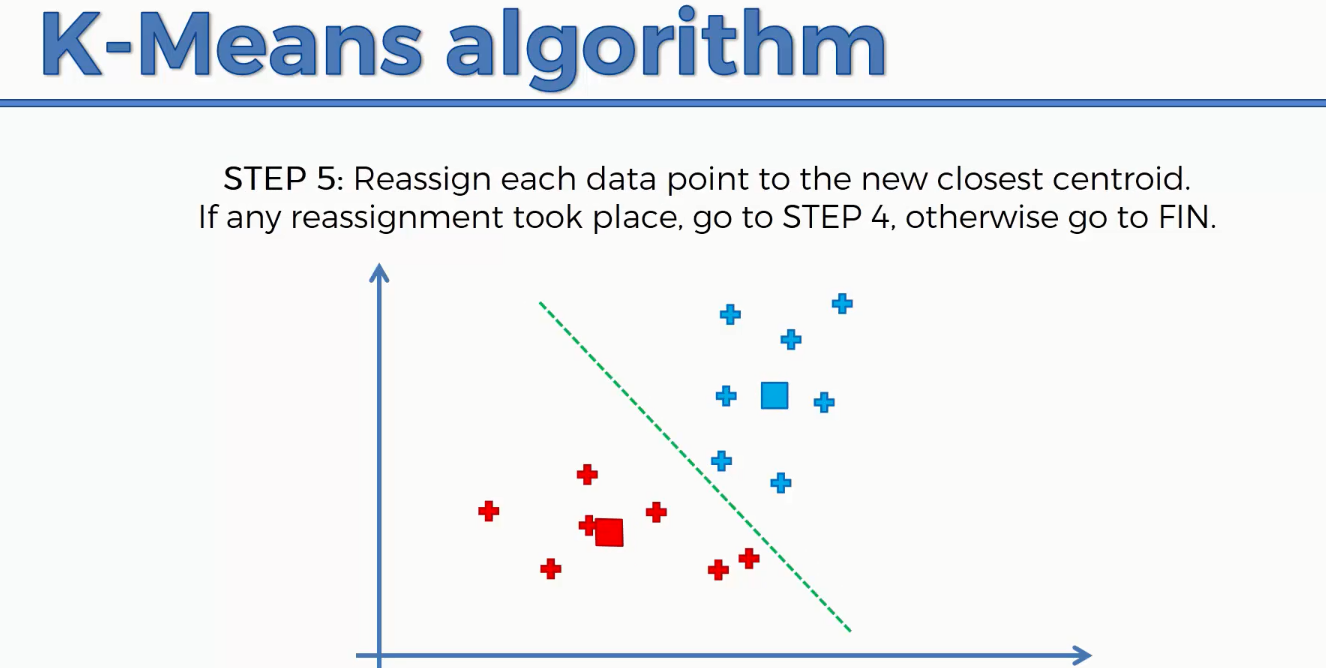 K-Means algorithm
STEP 5: Reassign each data point to the new closest centroid.
If any reassignment took place, go to STEP 4, otherwise go to FIN.